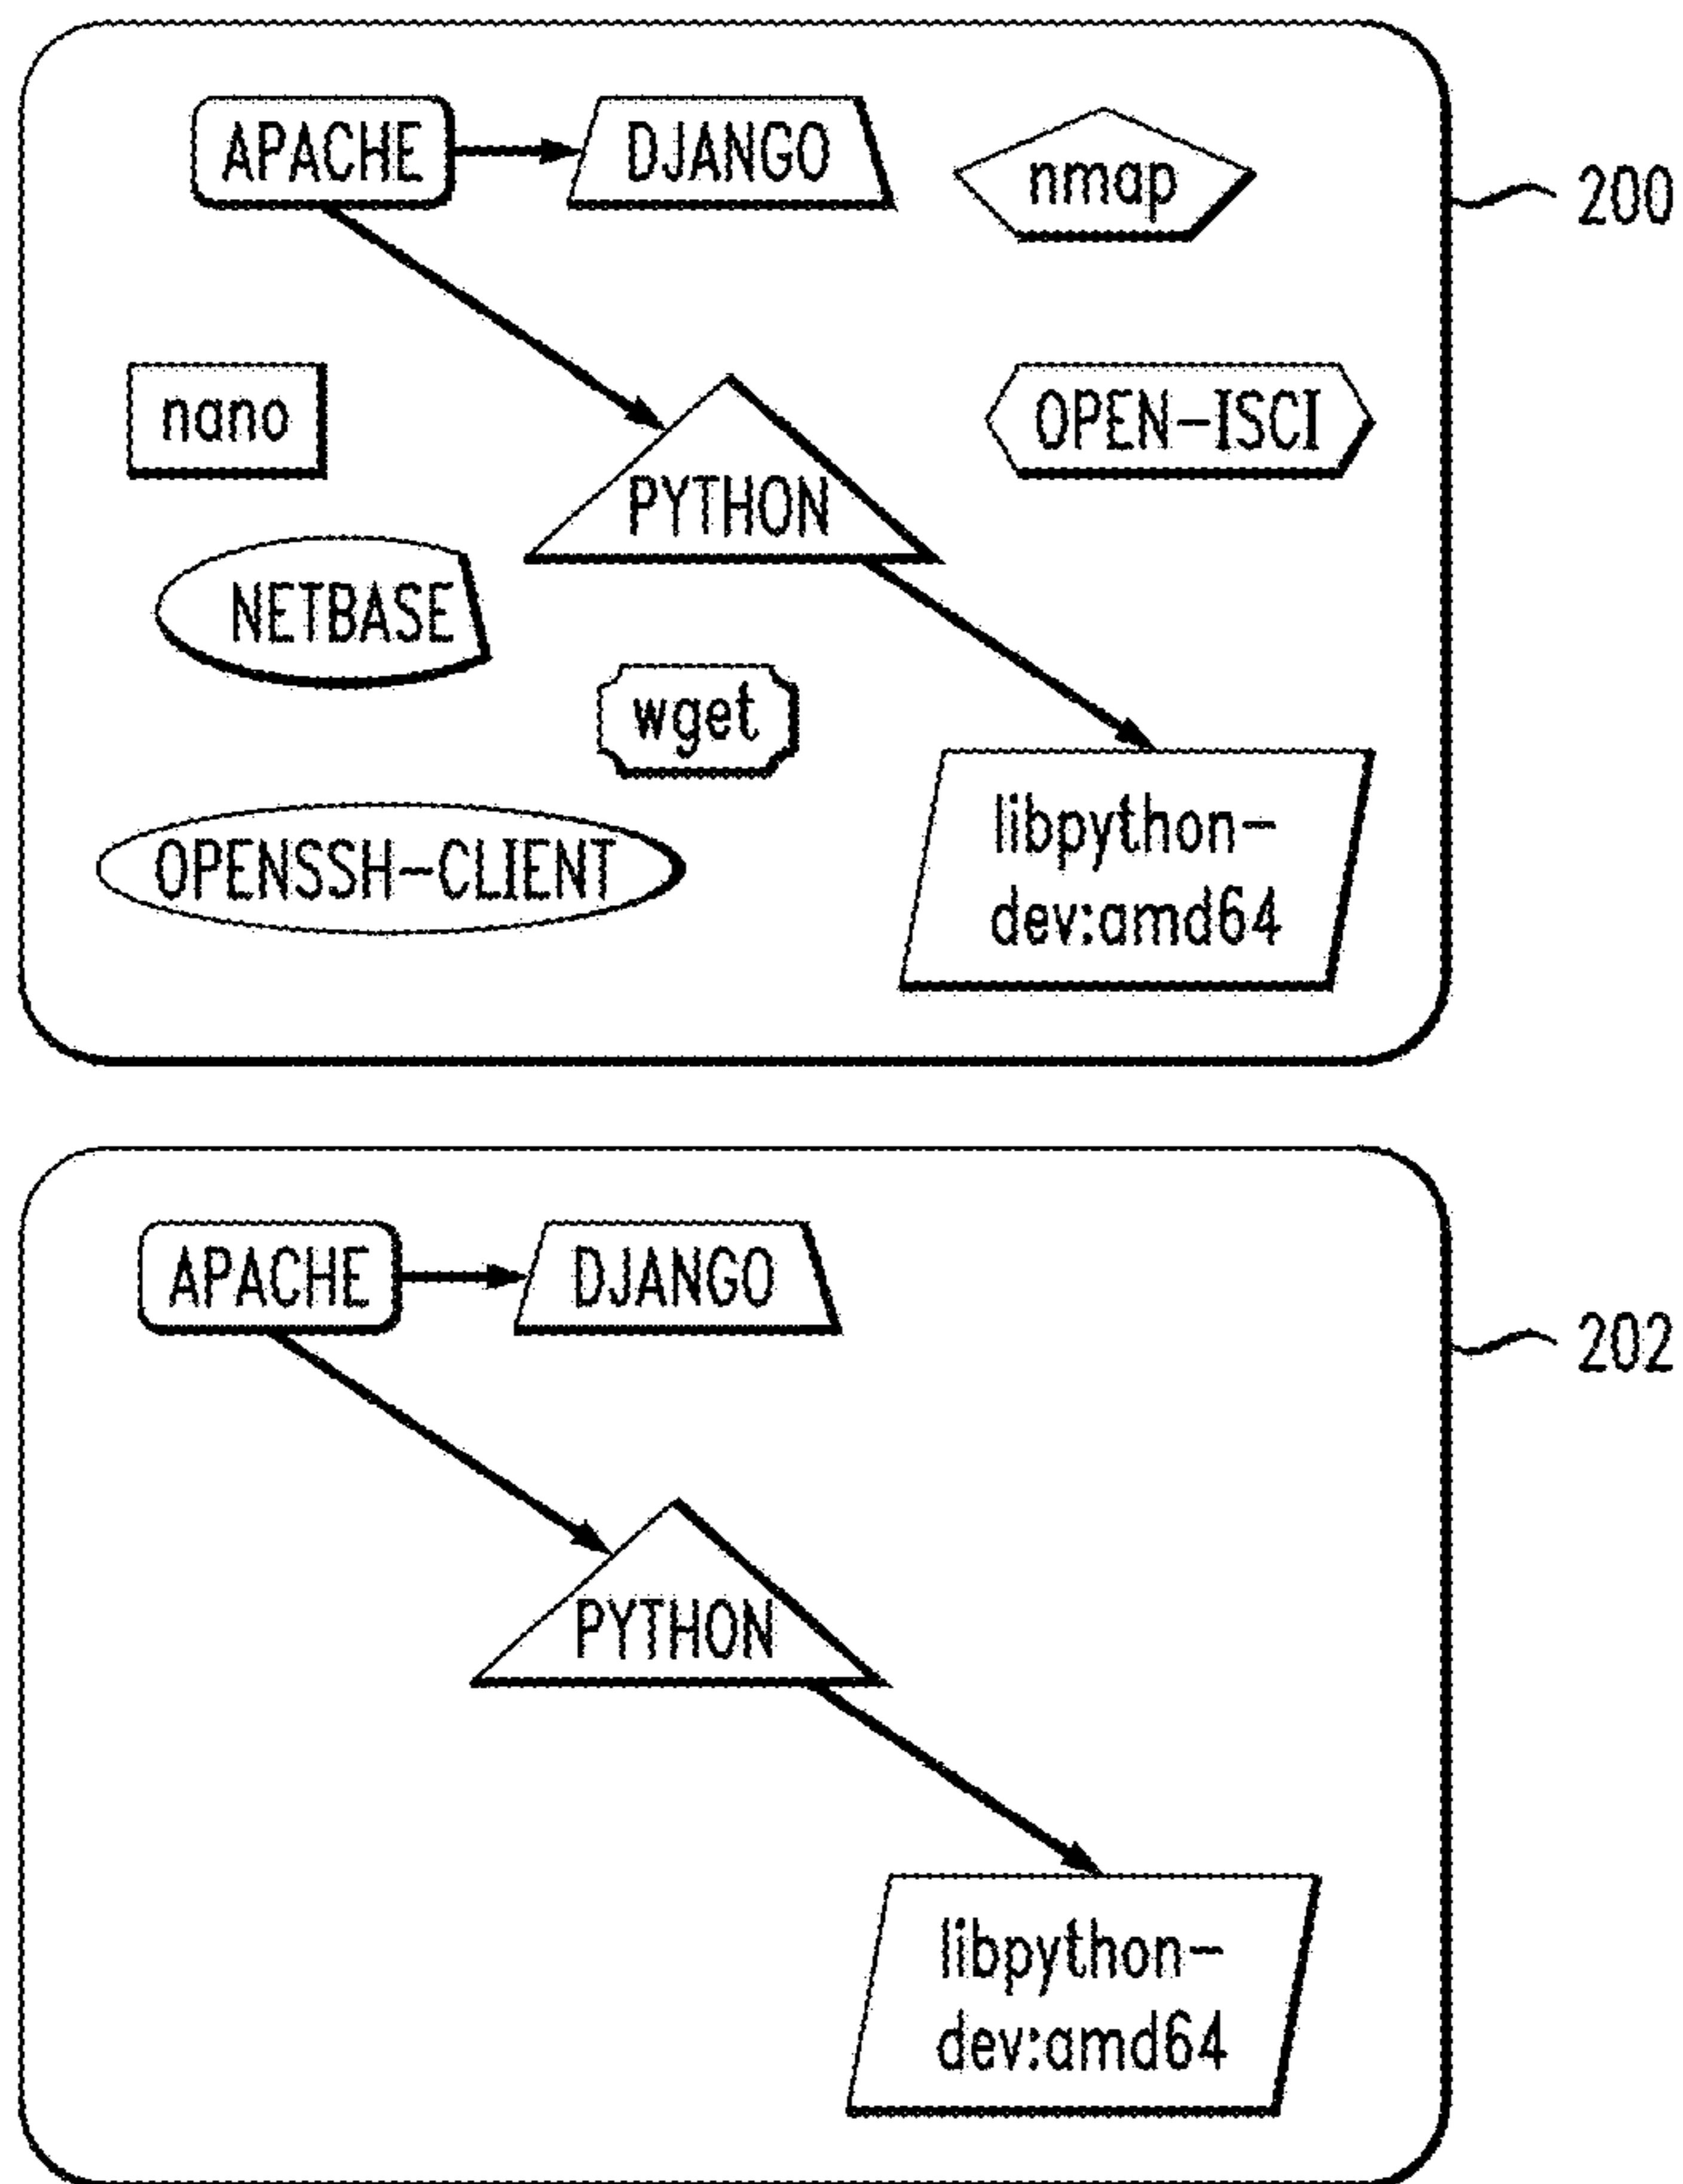 APACHE
DJANGO
nmap
200
nano
OPEN-ISCI
PYTHON
NETBASE
wget
libpython-
dev:amd64
OPENSSH-CLIENT
APACHE
DJANGO
202
PYTHON
libpython-
dev:amd64